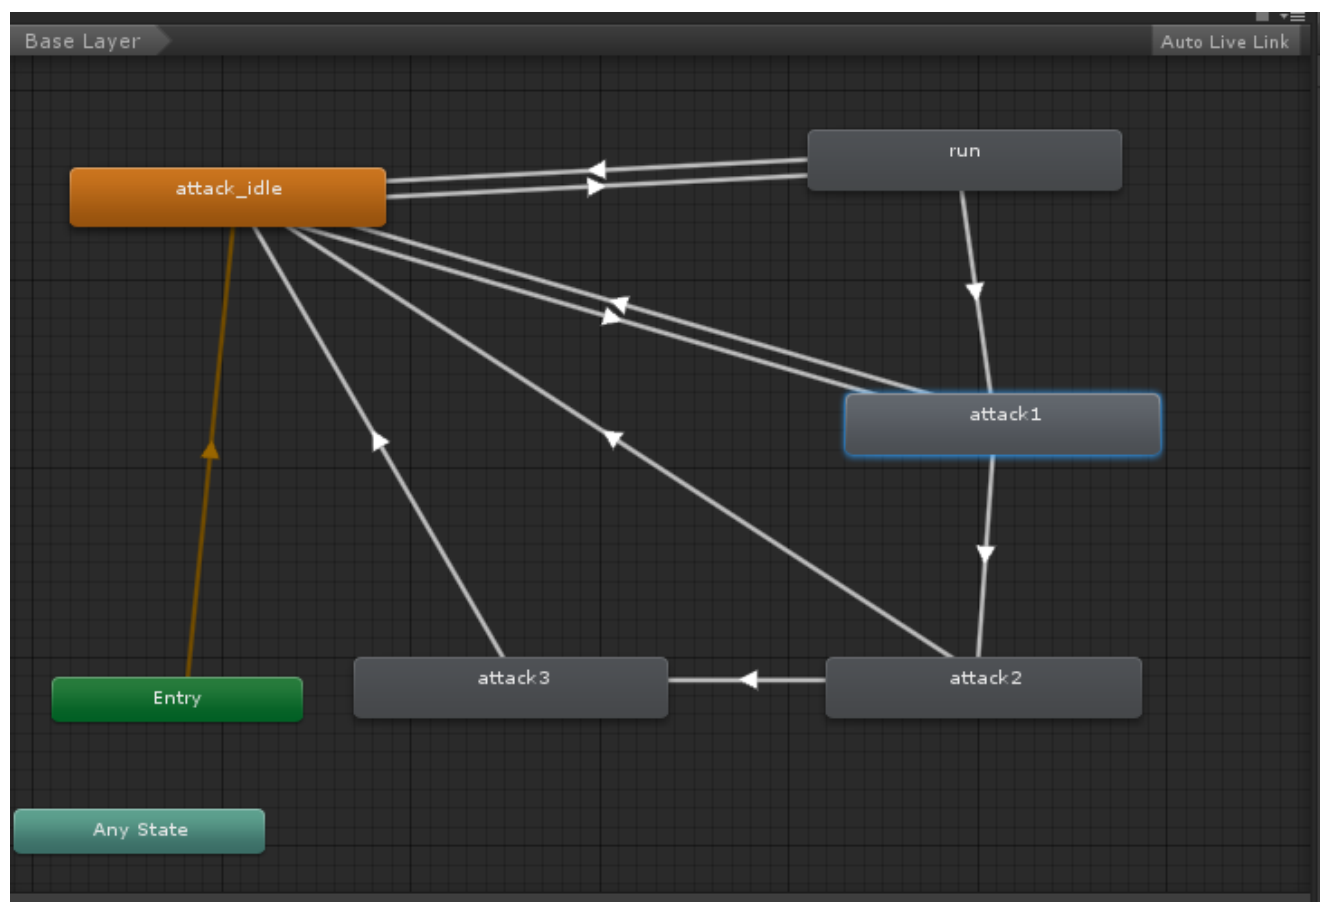 Base Layer
Auto Live Link
run
attack_idle
attack1
attack3
attack2
Entry
Any State